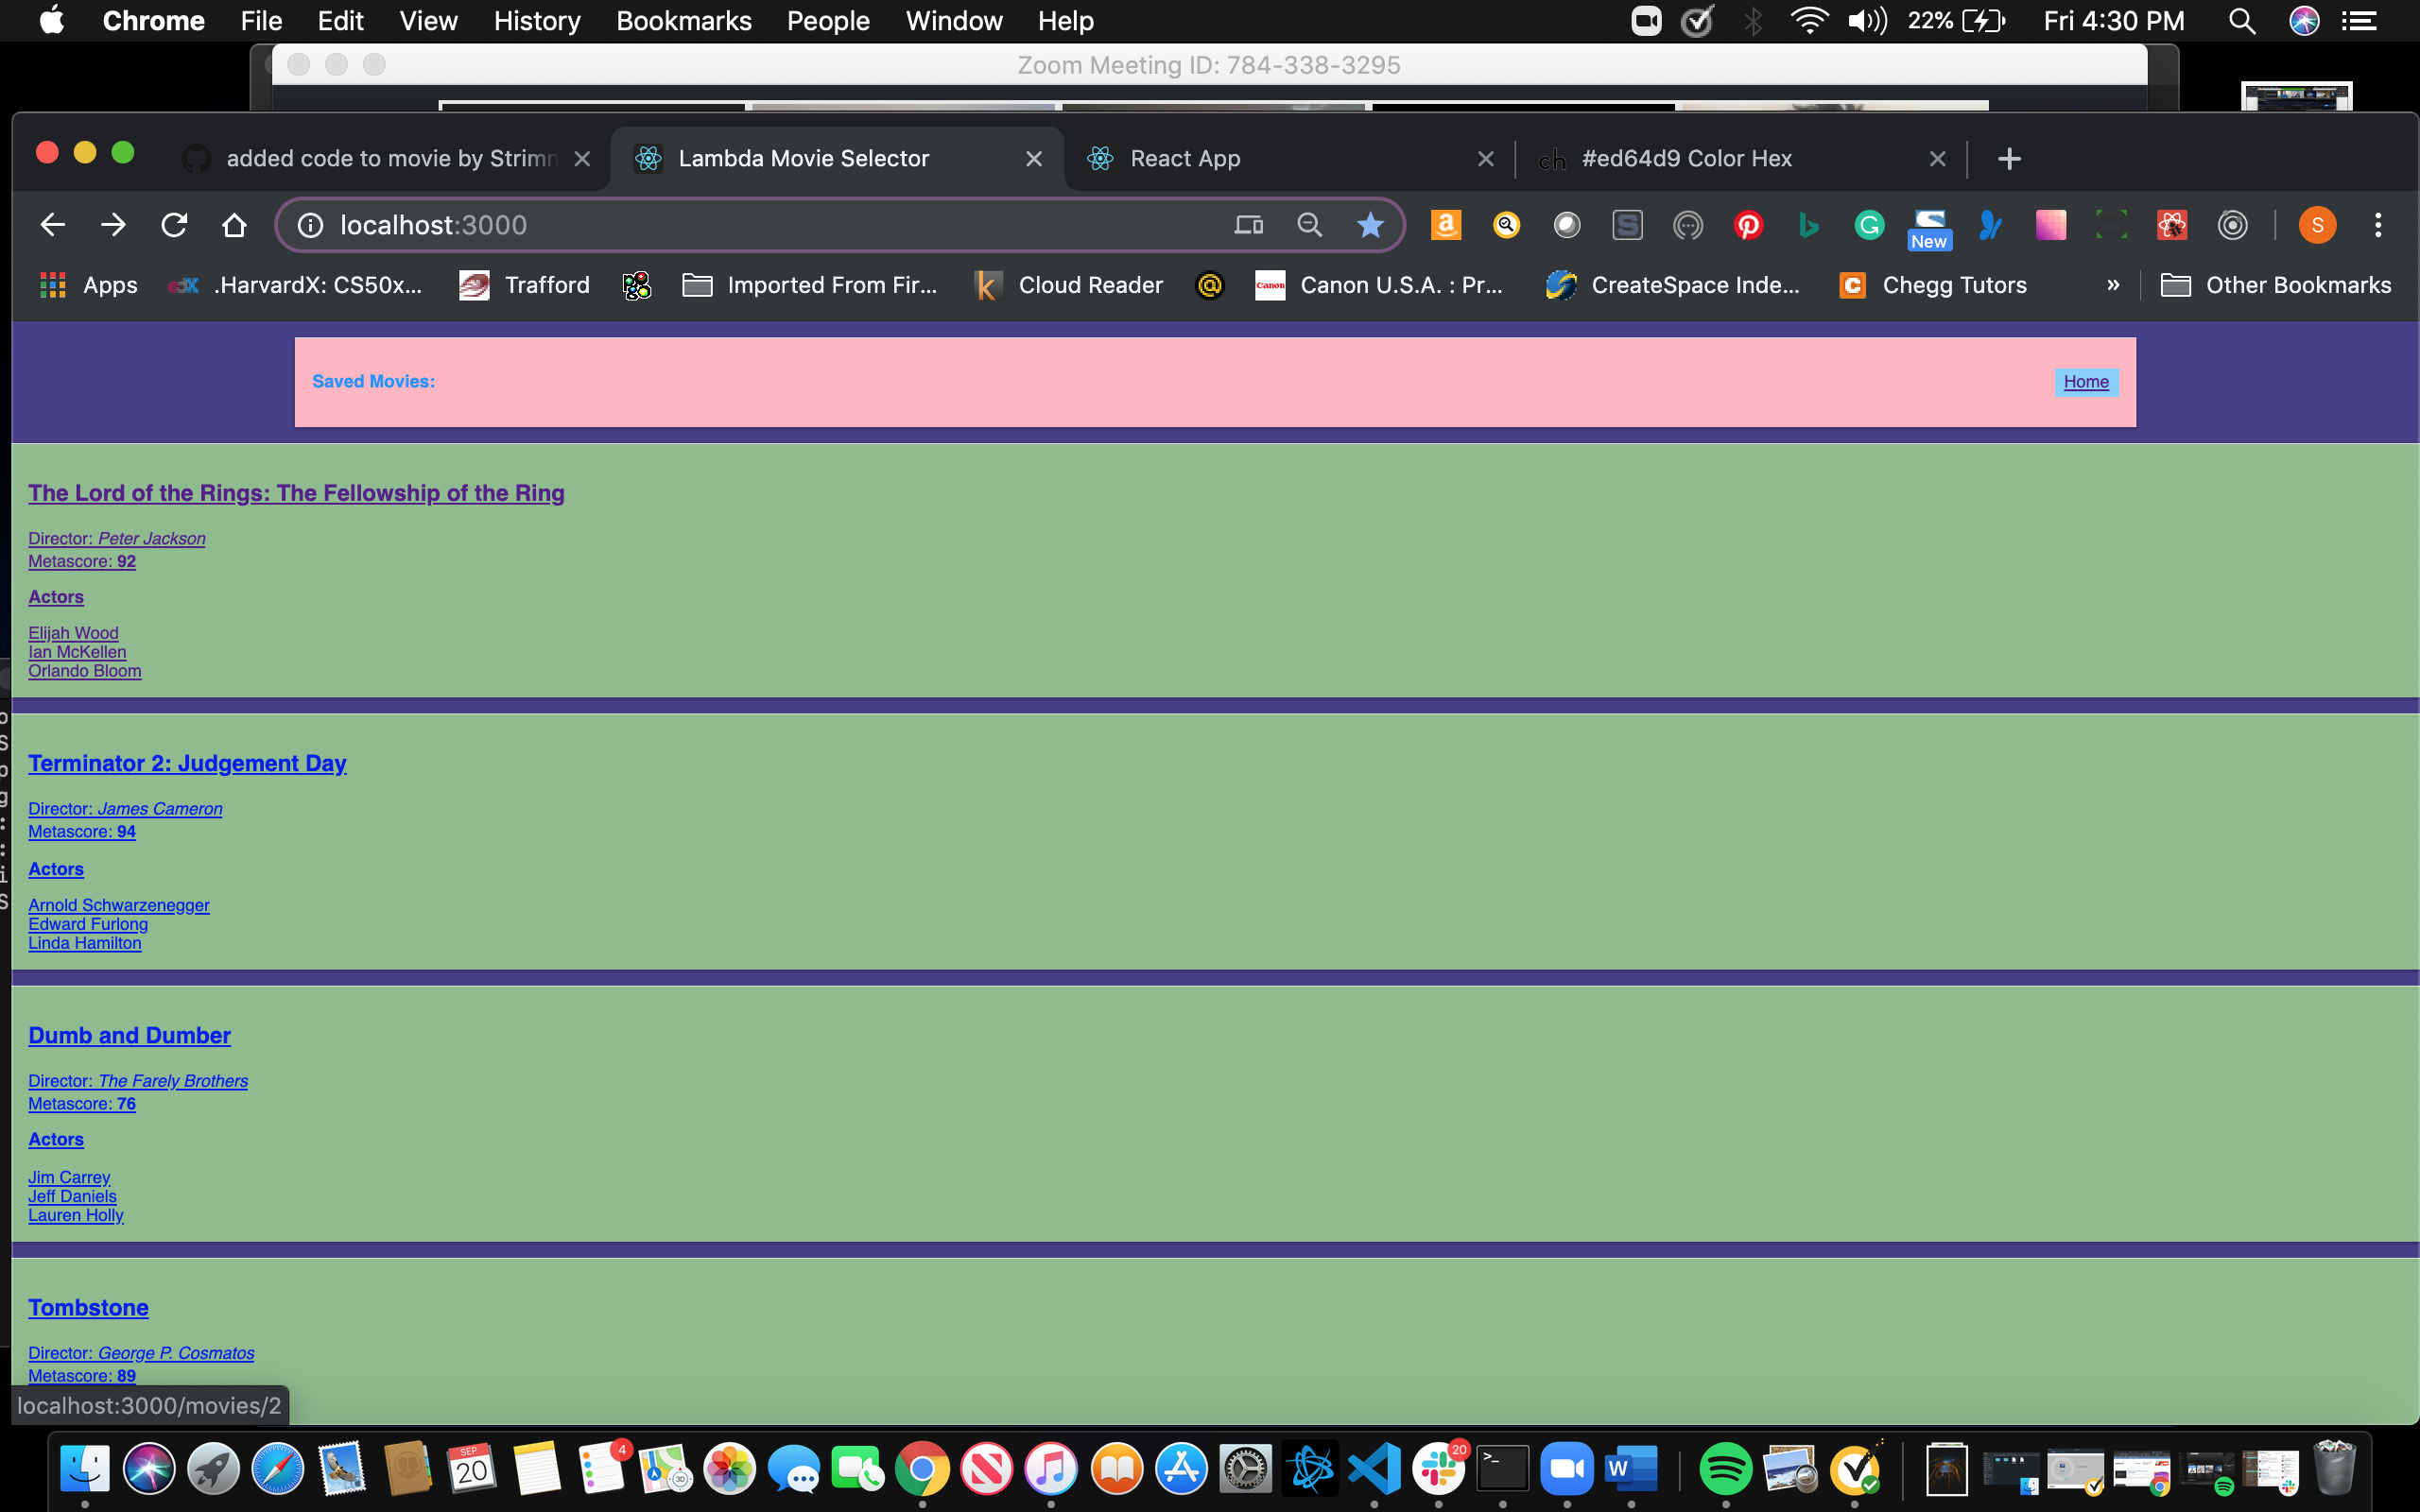 Chrome File Edit View History Bookmarks People Window Help 22% Fri 4:30 PM
Zoom Meeting ID: 784-338-3295
added code to movie by Strimn Lambda Movie Selector React App ch #ed64d9 Color Hex
localhost:3000 New S
Apps .HarvardX: CS50x... Trafford Imported From Fir... Cloud Reader Canon Canon U.S.A. : Pr... CreateSpace Inde... Chegg Tutors » Other Bookmarks
Saved Movies: Home
The Lord of the Rings: The Fellowship of the Ring
Director: Peter Jackson
Metascore: 92
Actors
Elijah Wood
Ian McKellen
Orlando Bloom
Terminator 2: Judgement Day
Director: James Cameron
Metascore: 94
Actors
Arnold Schwarzenegger
Edward Furlong
Linda Hamilton
Dumb and Dumber
Director: The Farely Brothers
Metascore: 76
Actors
Jim Carrey
Jeff Daniels
Lauren Holly
Tombstone
Director: George P. Cosmatos
Metascore: 89
localhost:3000/movies/2
SEP 20 4 3D 20 W